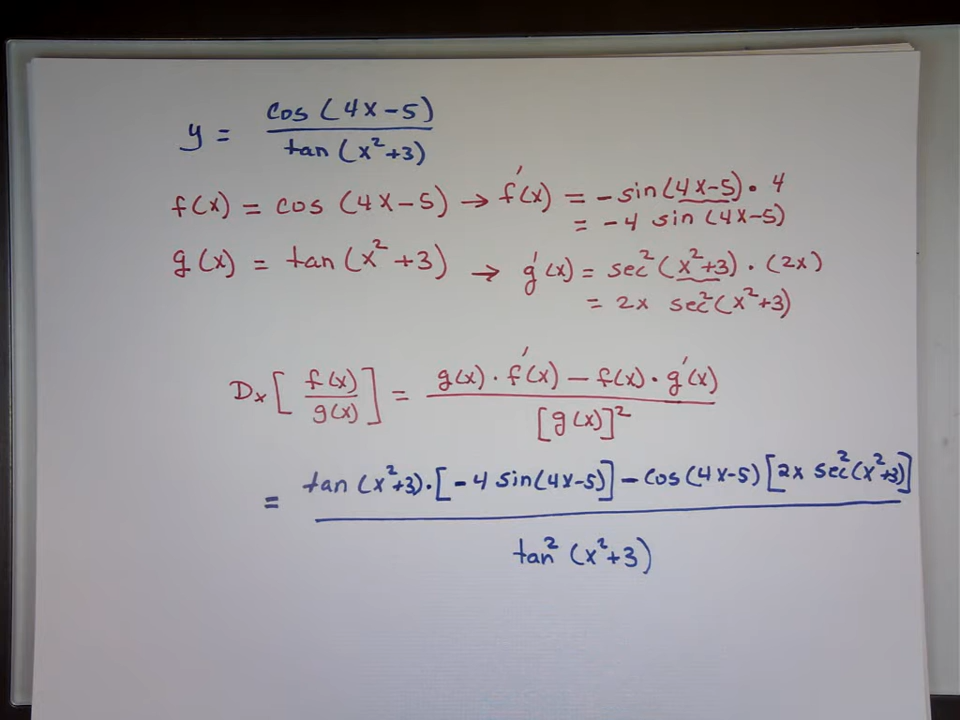 y = cos (4x-5) / tan (x²+3)
f(x) = cos (4x-5) → f'(x) = -sin(4x-5) • 4
= -4 sin (4x-5)
g(x) = tan (x²+3) → g'(x) = sec²(x²+3) • (2x)
= 2x sec²(x²+3)
Dx [ f(x) / g(x) ] = g(x) • f'(x) - f(x) • g'(x) / [g(x)]²
= tan (x²+3) • [-4 sin(4x-5)] - cos(4x-5) [2x sec²(x²+3)] / tan² (x²+3)